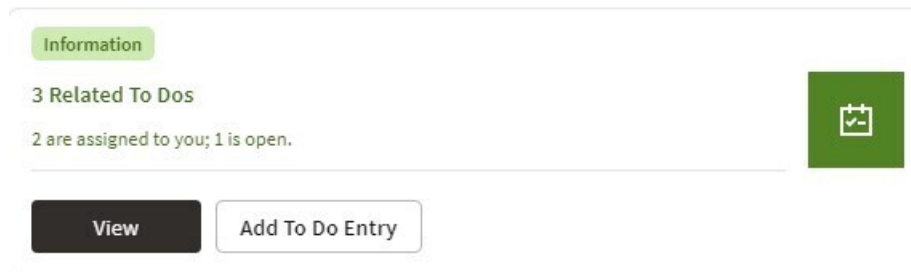 Information
3 Related To Dos
2 are assigned to you; 1 is open.
View
Add To Do Entry